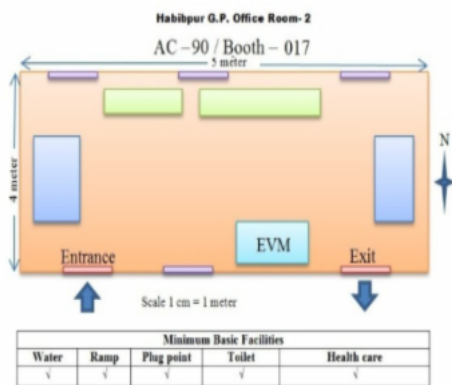 Habibpur G.P. Office Room- 2
AC – 90 / Booth – 017
5 meter
4 meter
N
EVM
Entrance
Exit
Scale 1 cm = 1 meter
Minimum Basic Facilities
Water Ramp Plug point Toilet Health care
√ √ √ √ √